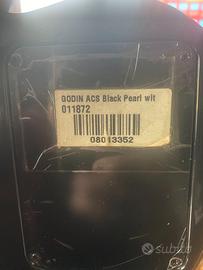 GODIN ACS Black Pearl wit
011872
08013352
subito